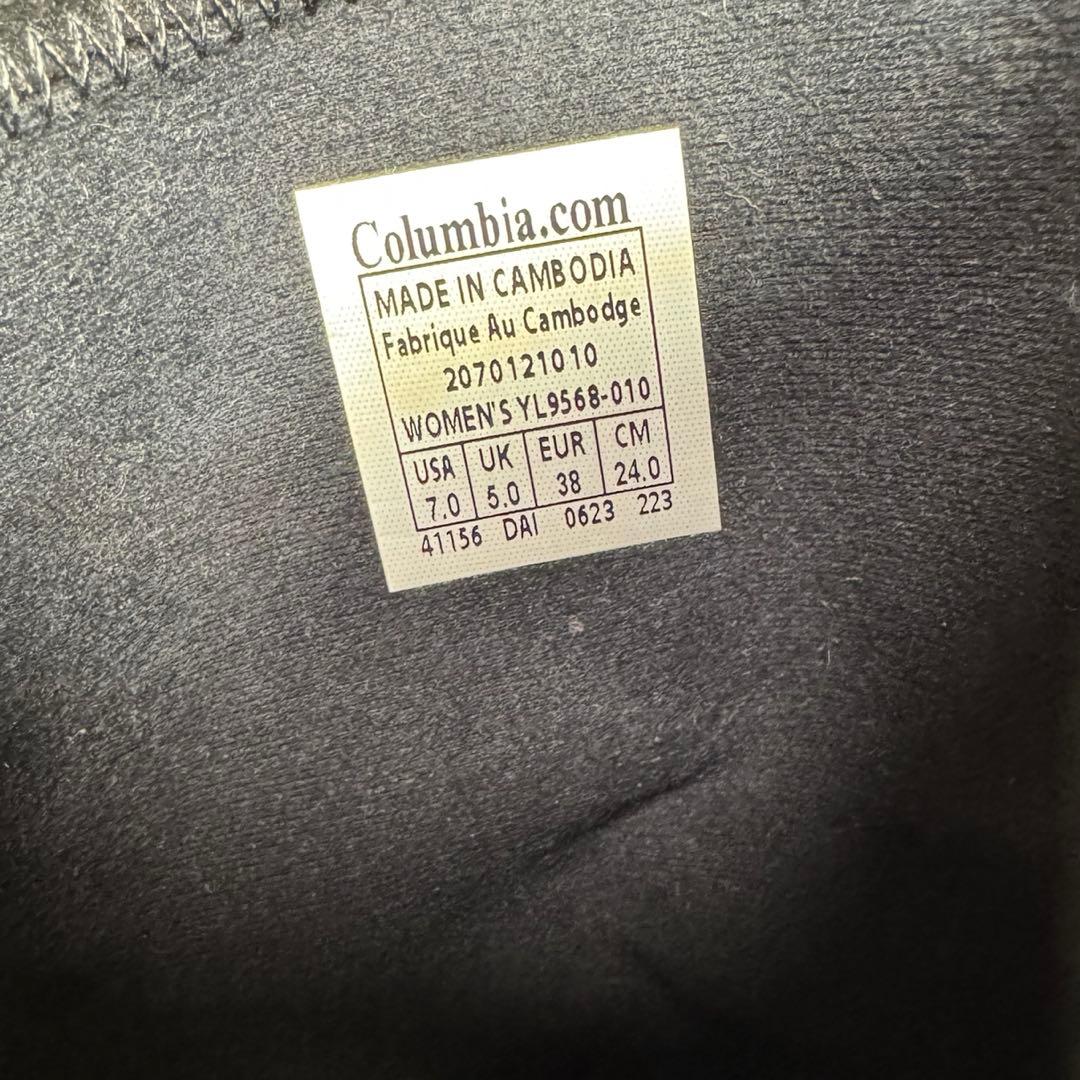 Columbia.com
MADE IN CAMBODIA
Fabrique Au Cambodge
2070121010
WOMEN'S YL9568-010
USA UK EUR CM
7.0 5.0 38 24.0
41156 DAI 0623 223